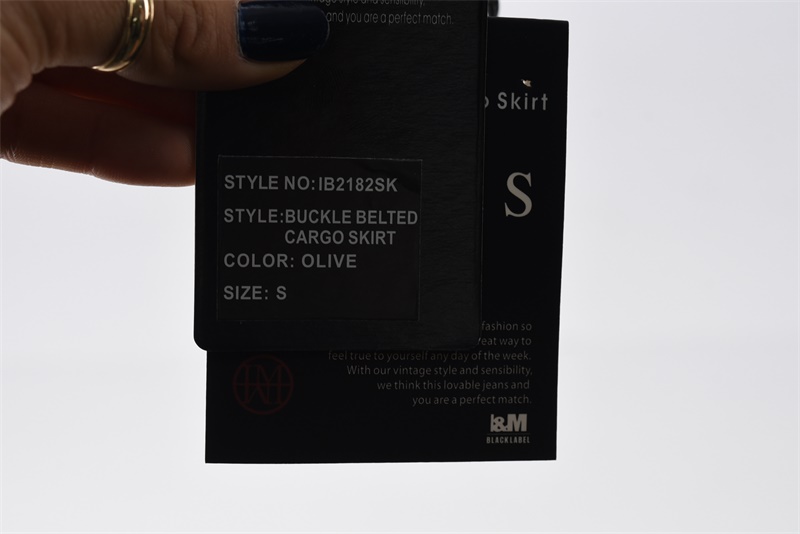 and you are a perfect match.
Skirt
S
STYLE NO: IB2182SK
STYLE: BUCKLE BELTED
CARGO SKIRT
COLOR: OLIVE
SIZE: S
fashion so
way to
feel true to yourself any day of the week.
With our vintage style and sensibility,
we think this lovable jeans and
you are a perfect match.
I&M
BLACK LABEL